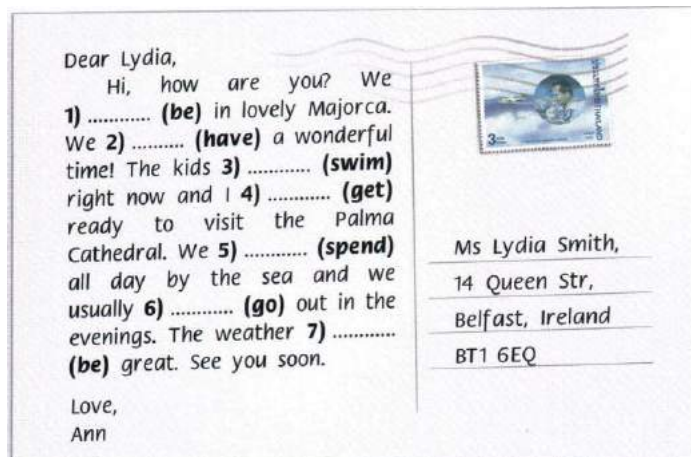 Dear Lydia,
Hi, how are you? We
1) ............ (be) in lovely Majorca.
We 2) .......... (have) a wonderful
time! The kids 3) ............ (swim)
right now and I 4) ............ (get)
ready to visit the Palma
Cathedral. We 5) ............ (spend)
all day by the sea and we
usually 6) ............ (go) out in the
evenings. The weather 7) ............
(be) great. See you soon.
Love,
Ann
3
THAILAND
Ms Lydia Smith,
14 Queen Str,
Belfast, Ireland
BT1 6EQ